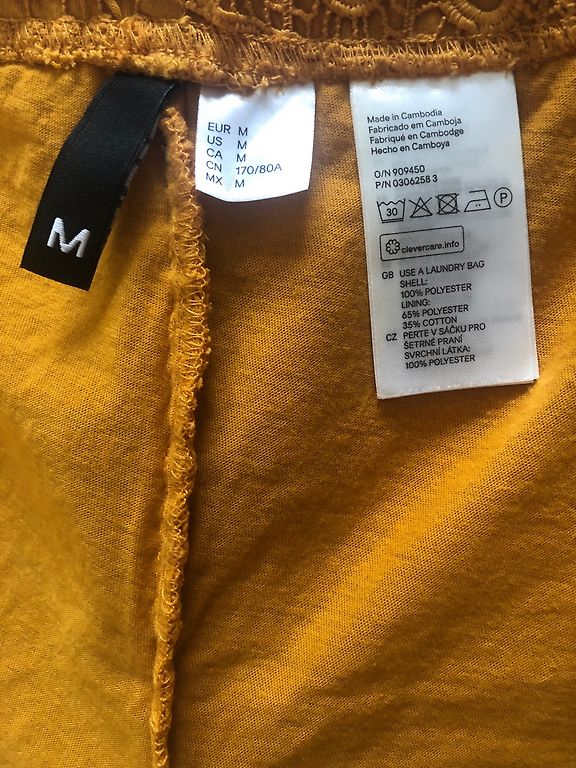 M
EUR M
US M
CA M
CN 170/80A
MX M
Made in Cambodia
Fabricado em Camboja
Fabriqué en Cambodge
Hecho en Camboya
O/N 909450
P/N 0306258 3
30
P
clevercare.info
GB USE A LAUNDRY BAG
SHELL:
100% POLYESTER
LINING:
65% POLYESTER
35% COTTON
CZ PERTE V SÁČKU PRO
ŠETRNÉ PRANÍ
SVRCHNÍ LÁTKA:
100% POLYESTER